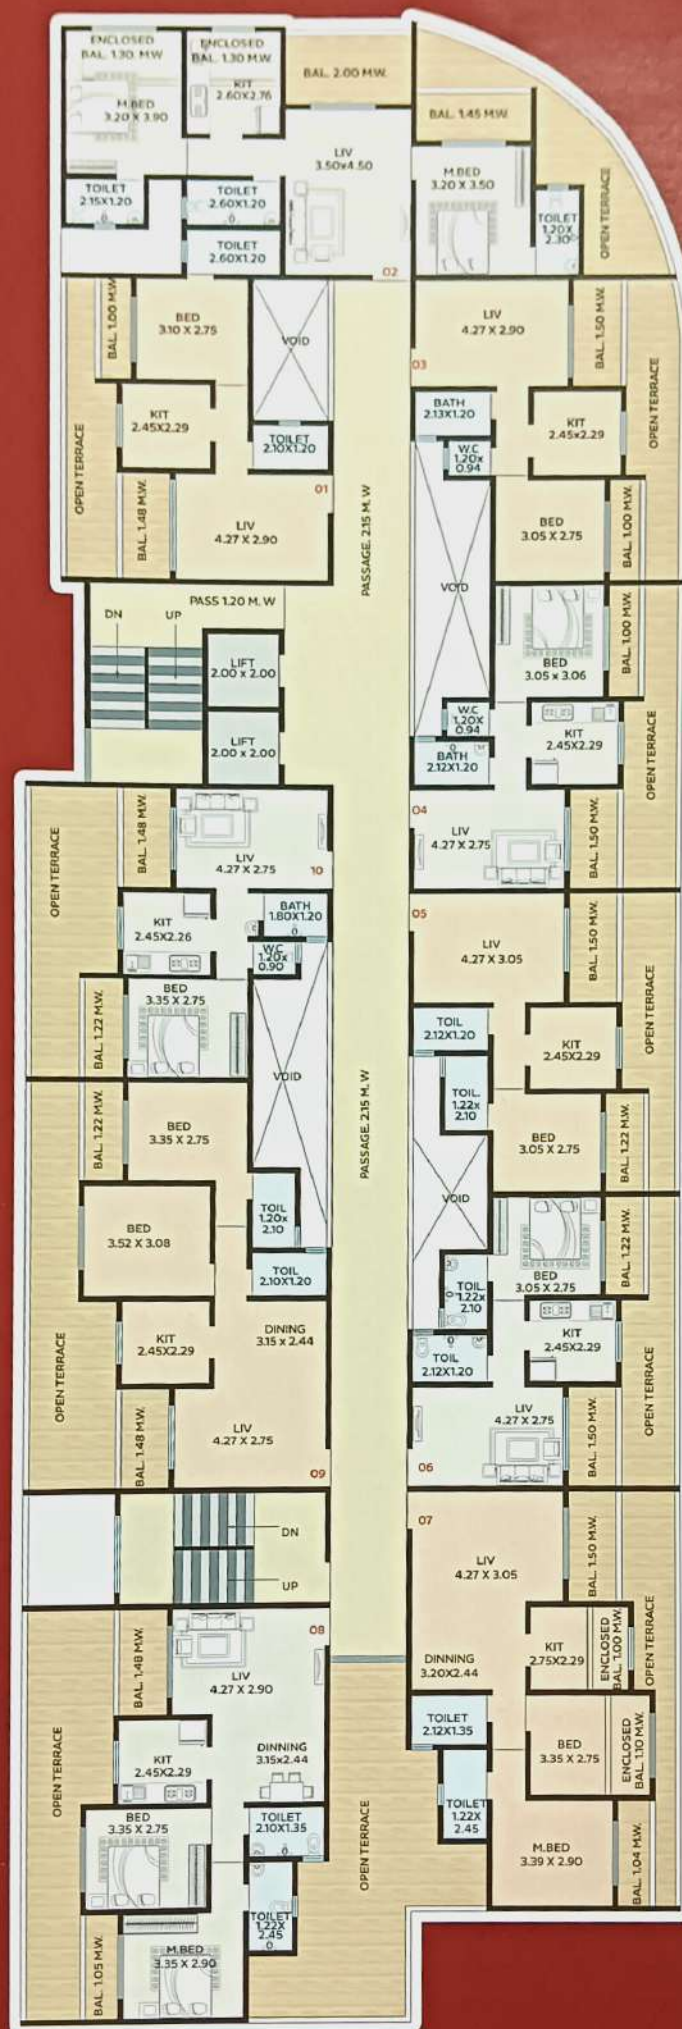 ENCLOSED
BAL. 1.30 M.W
M.BED
3.20 X 3.90
TOILET
2.15X1.20
ENCLOSED
BAL. 1.30 M.W.
KIT
2.60X2.76
TOILET
2.60X1.20
TOILET
2.60X1.20
BAL. 2.00 M.W.
LIV
3.50x4.50
02
BAL. 1.45 M.W
M.BED
3.20 X 3.50
TOILET
1.20X
2.30
OPEN TERRACE
BAL. 1.00 M.W
BED
3.10 X 2.75
VOID
KIT
2.45X2.29
TOILET
2.10X1.20
OPEN TERRACE
BAL. 1.48 M.W.
LIV
4.27 X 2.90
01
PASSAGE. 2.15 M. W
LIV
4.27 X 2.90
03
BAL. 1.50 M.W.
OPEN TERRACE
BATH
2.13X1.20
W.C
1.20x
0.94
KIT
2.45x2.29
BED
3.05 X 2.75
BAL. 1.00 M.W.
VOID
PASS 1.20 M. W
DN
UP
LIFT
2.00 X 2.00
LIFT
2.00 X 2.00
BED
3.05 X 3.06
BAL. 1.00 M.W.
W.C
1.20X
0.94
BATH
2.12X1.20
KIT
2.45X2.29
OPEN TERRACE
04
LIV
4.27 X 2.75
BAL. 1.50 M.W.
OPEN TERRACE
BAL. 1.48 M.W.
LIV
4.27 X 2.75
10
KIT
2.45X2.26
BATH
1.80X1.20
W.C
1.20x
0.90
BED
3.35 X 2.75
BAL. 1.22 M.W.
VOID
05
LIV
4.27 X 3.05
BAL. 1.50 M.W.
TOIL
2.12X1.20
KIT
2.45X2.29
OPEN TERRACE
TOIL.
1.22x
2.10
BED
3.05 X 2.75
BAL. 1.22 M.W.
VOID
PASSAGE. 2.15 M. W
BAL. 1.22 M.W.
BED
3.35 X 2.75
BED
3.52 X 3.08
TOIL
1.20x
2.10
TOIL
2.10X1.20
KIT
2.45X2.29
DINING
3.15 x 2.44
OPEN TERRACE
BAL. 1.48 M.W.
LIV
4.27 X 2.75
09
BED
3.05 X 2.75
BAL. 1.22 M.W.
TOIL.
1.22x
2.10
TOIL
2.12X1.20
KIT
2.45X2.29
OPEN TERRACE
LIV
4.27 X 2.75
BAL. 1.50 M.W.
06
DN
UP
07
LIV
4.27 X 3.05
BAL. 1.50 M.W.
DINNING
3.20X2.44
KIT
2.75X2.29
ENCLOSED
BAL. 1.00 M.W.
OPEN TERRACE
TOILET
2.12X1.35
BED
3.35 X 2.75
ENCLOSED
BAL. 1.10 M.W.
TOILET
1.22X
2.45
M.BED
3.39 X 2.90
BAL. 1.04 M.W.
08
BAL. 1.48 M.W.
LIV
4.27 X 2.90
OPEN TERRACE
KIT
2.45X2.29
DINNING
3.15x2.44
BED
3.35 X 2.75
TOILET
2.10X1.35
TOILET
1.22X
2.45
BAL. 1.05 M.W.
M.BED
3.35 X 2.90
OPEN TERRACE